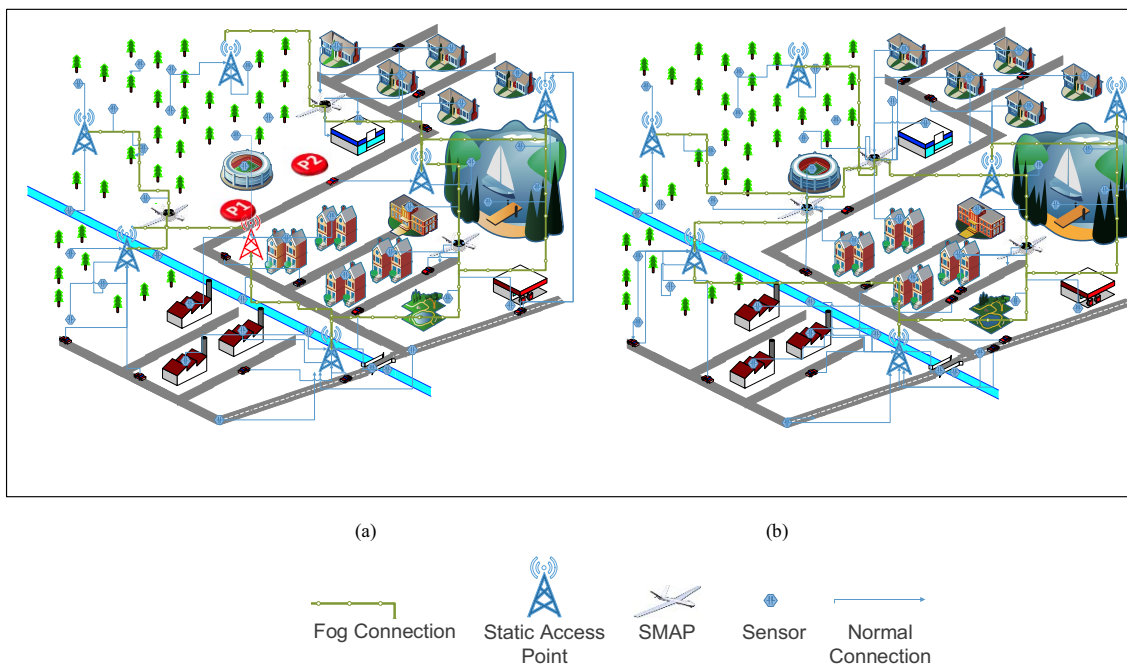 P2
P1
(a)
(b)
Fog Connection
Static Access
Point
SMAP
Sensor
Normal
Connection